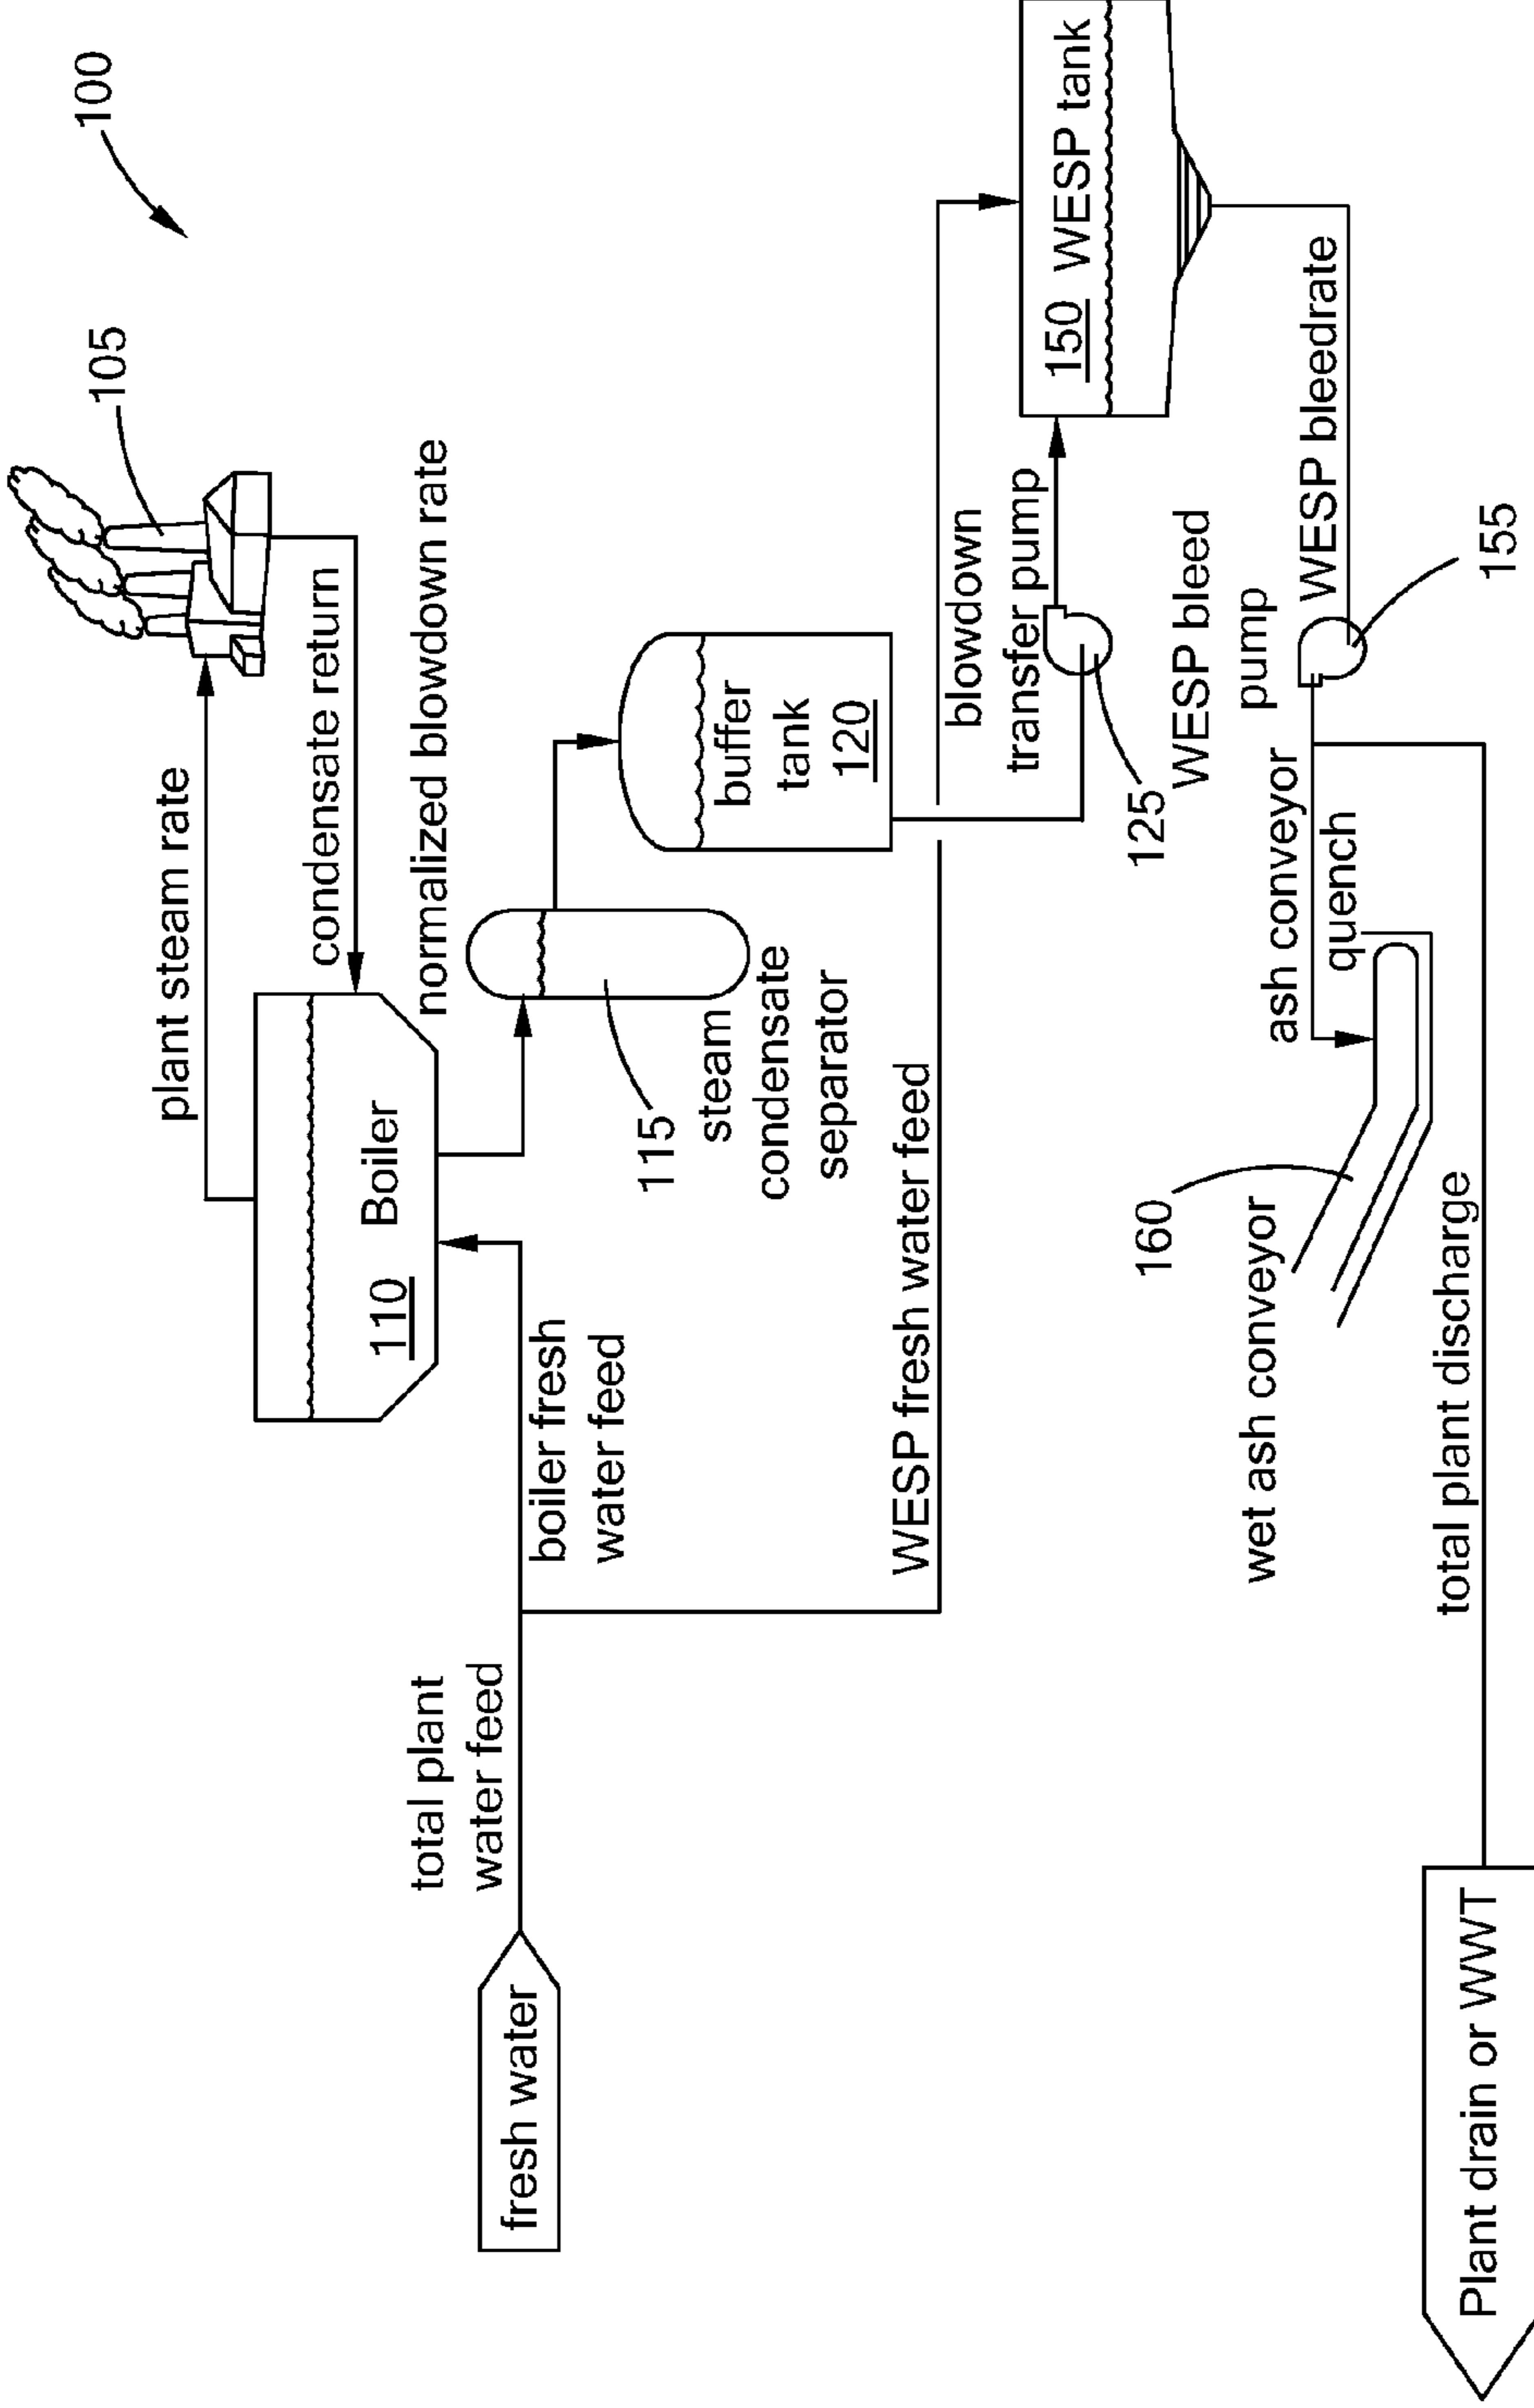 100
105
plant steam rate
condensate return
normalized blowdown rate
Boiler
110
115
steam
condensate
separator
buffer
tank
120
total plant
water feed
fresh water
boiler fresh
water feed
WESP fresh water feed
blowdown
transfer pump
125
150 WESP tank
WESP bleed
pump
WESP bleedrate
155
ash conveyor
quench
160
wet ash conveyor
total plant discharge
Plant drain or WWT